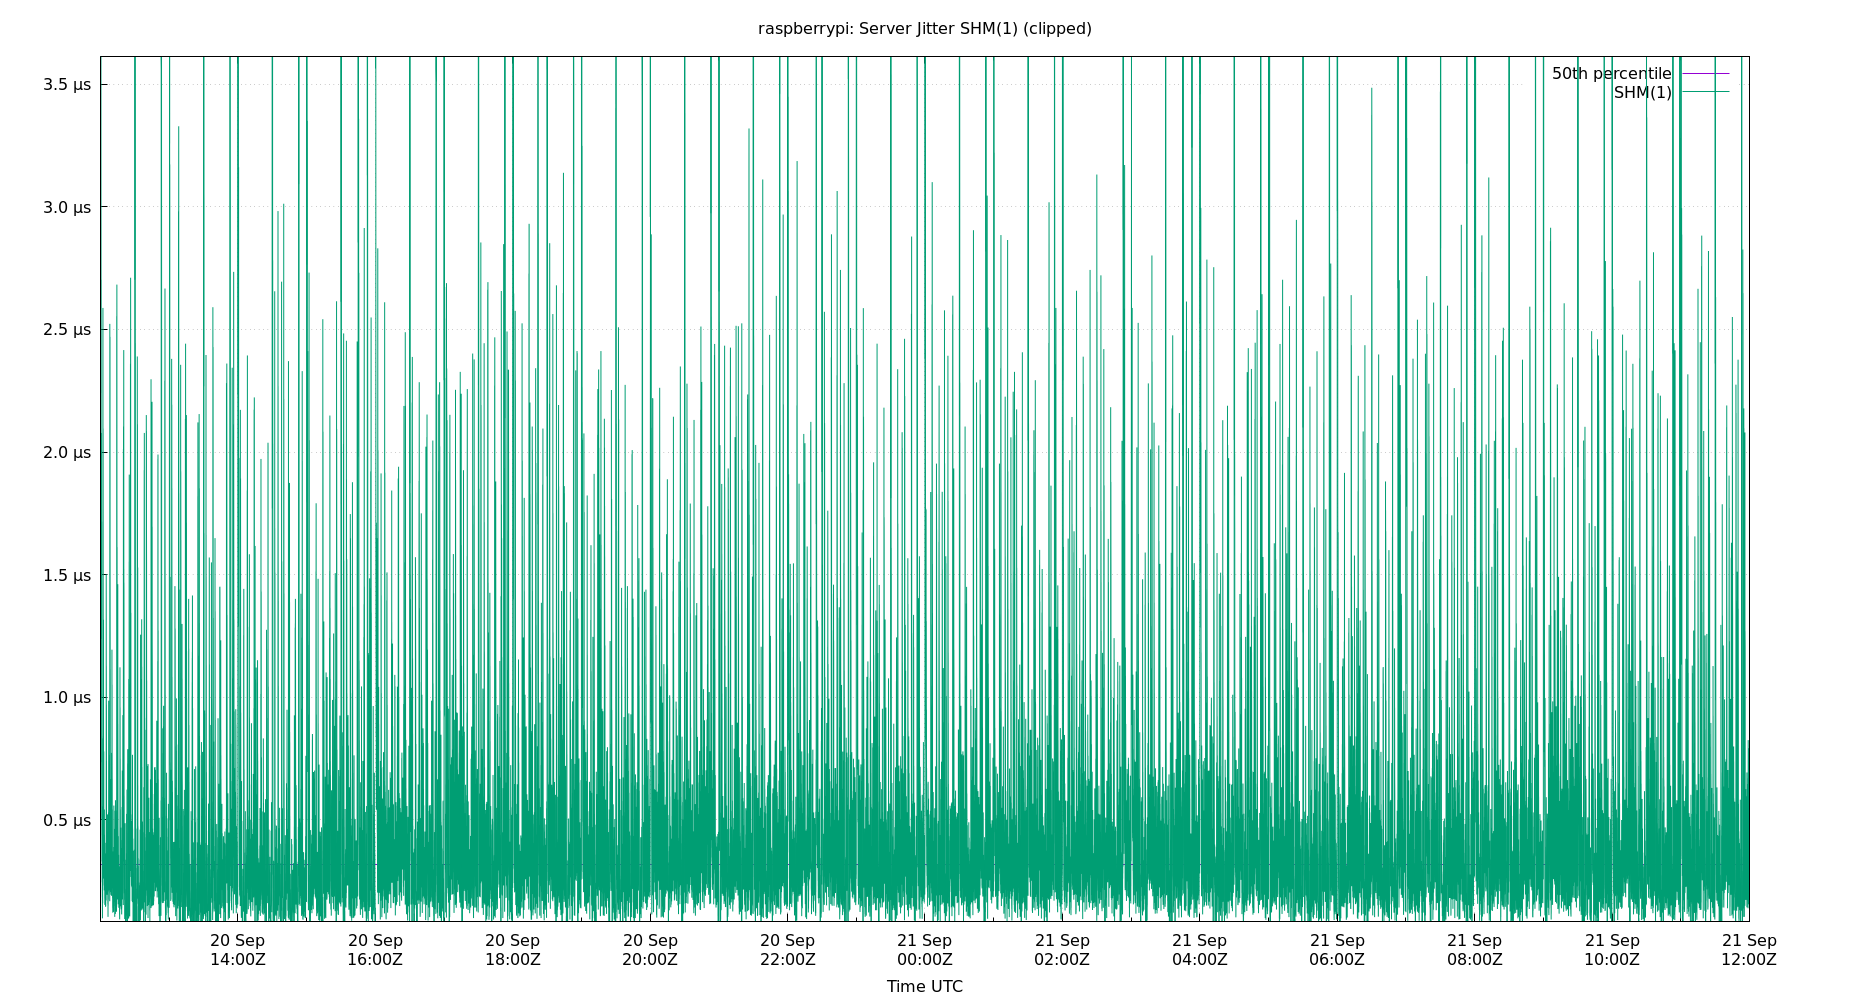 raspberrypi: Server Jitter SHM(1) (clipped)
50th percentile
SHM(1)
3.5 µs
3.0 µs
2.5 µs
2.0 µs
1.5 µs
1.0 µs
0.5 µs
20 Sep 20 Sep 20 Sep 20 Sep 20 Sep 21 Sep 21 Sep 21 Sep 21 Sep 21 Sep 21 Sep 21 Sep
14:00Z 16:00Z 18:00Z 20:00Z 22:00Z 00:00Z 02:00Z 04:00Z 06:00Z 08:00Z 10:00Z 12:00Z
Time UTC